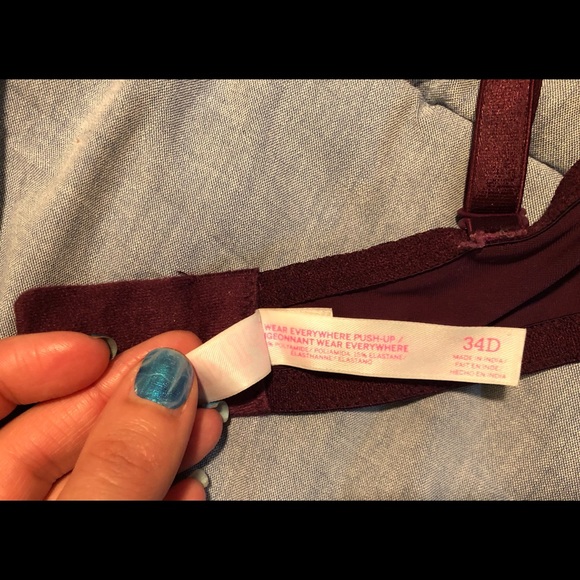 WEAR EVERYWHERE PUSH-UP /
GEONNANT WEAR EVERYWHERE
% POLYAMIDE/ POLIAMIDA, 25% ELASTANE,
ELASTHANNE/ ELASTANO
34D
MADE IN INDIA/
FAIT EN INDE/
HECHO EN INDIA